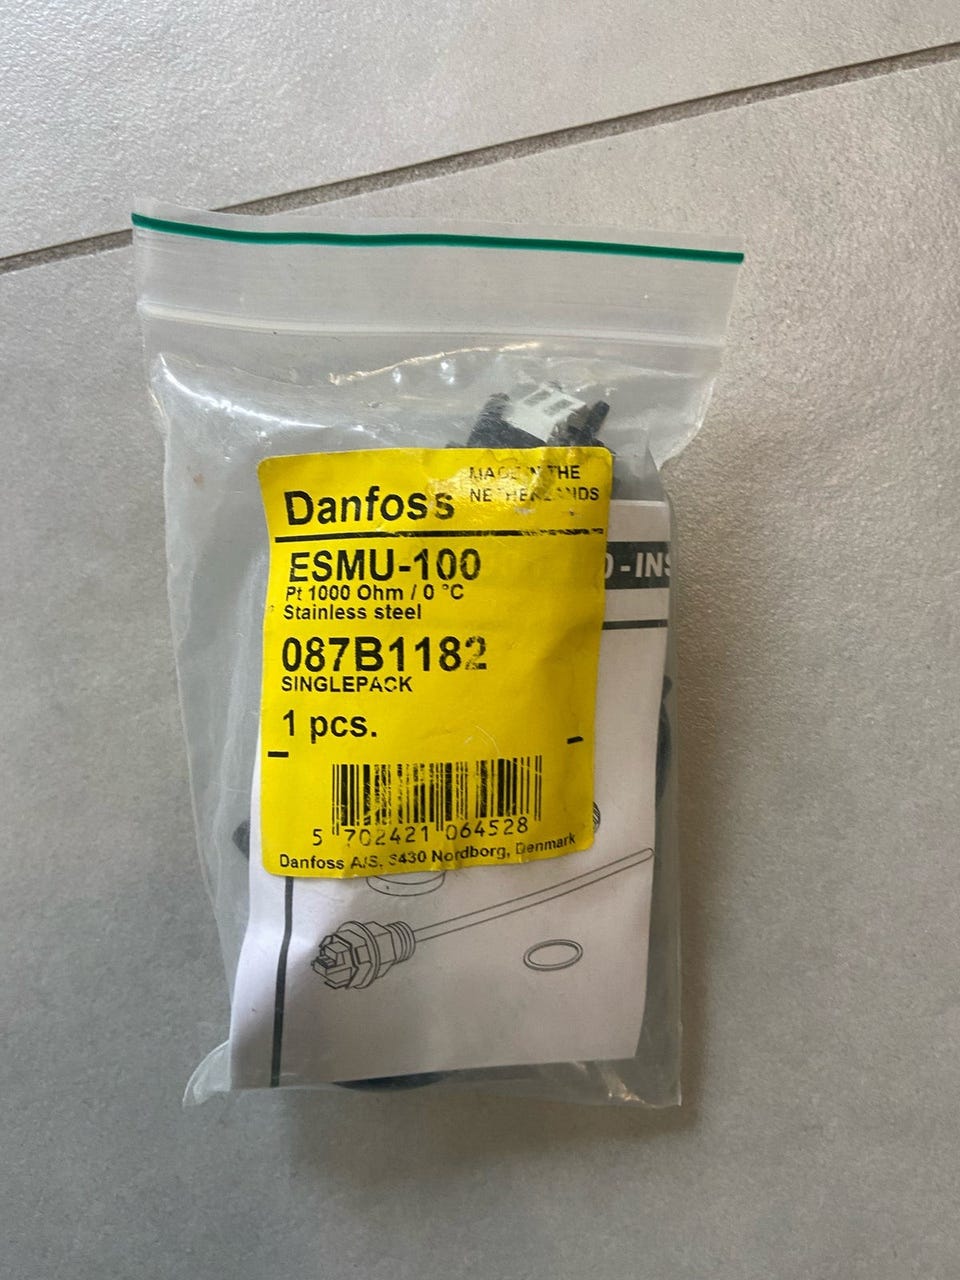 MADE IN THE
NETHERLANDS
Danfoss
ESMU-100
Pt 1000 Ohm / 0 °C
Stainless steel
087B1182
SINGLEPACK
1 pcs.
5 702421 064528
Danfoss A/S, 6430 Nordborg, Denmark
- INS